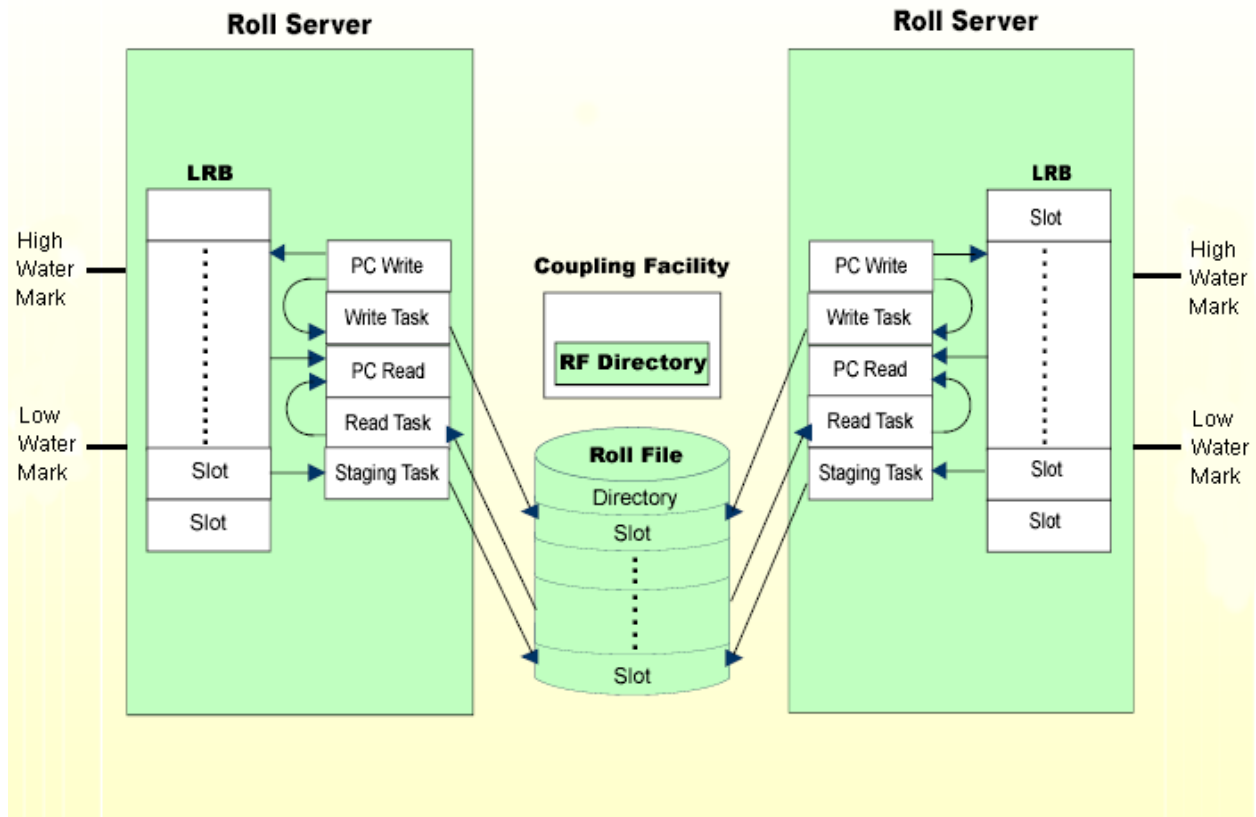 Roll Server
LRB
High
Water
Mark
Low
Water
Mark
Slot
Slot
PC Write
Write Task
PC Read
Read Task
Staging Task
Coupling Facility
RF Directory
Roll File
Directory
Slot
Slot
Roll Server
LRB
Slot
Slot
Slot
PC Write
Write Task
PC Read
Read Task
Staging Task
High
Water
Mark
Low
Water
Mark